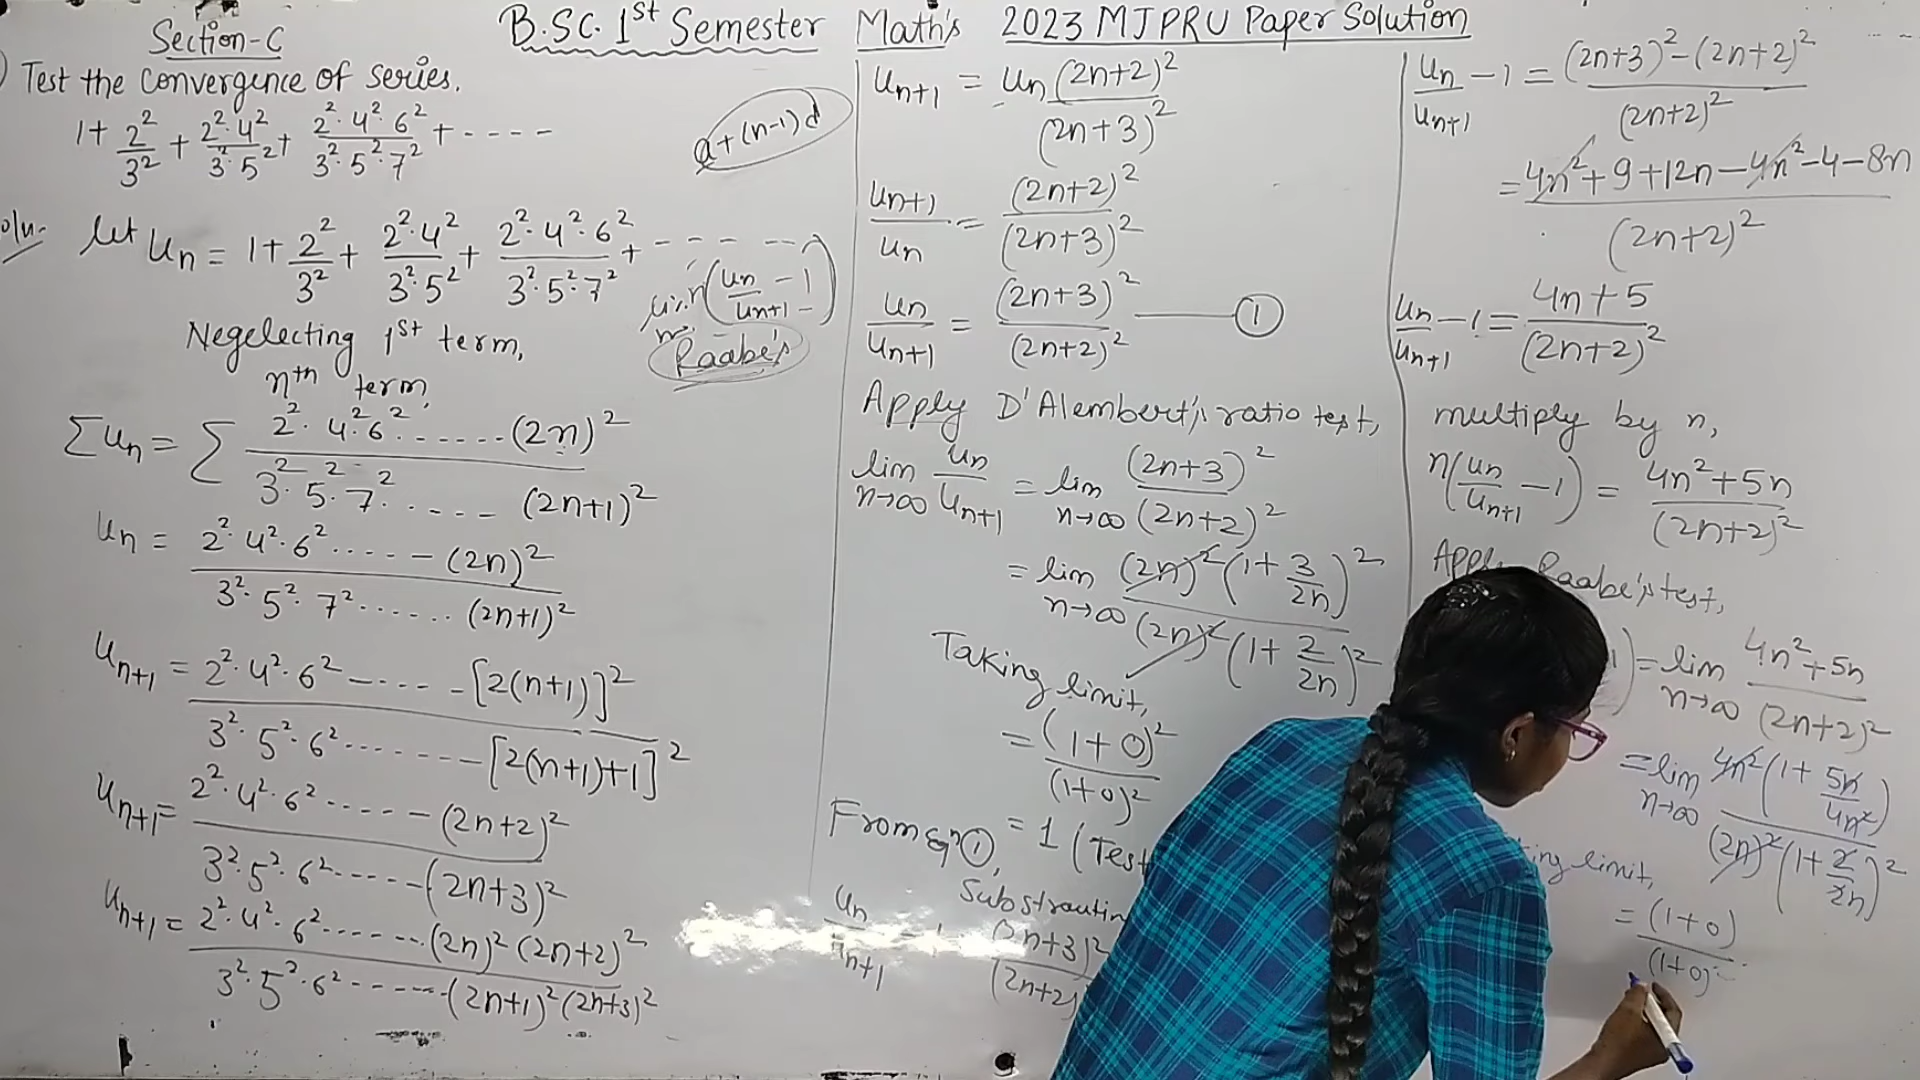 B.Sc. 1st Semester Math's 2023 MJPRU Paper Solution
Section-C
Test the convergence of series.
1 + 2²/3² + 2²·4²/3²·5² + 2²·4²·6²/3²·5²·7² + ----
let Un = 1 + 2²/3² + 2²·4²/3²·5² + 2²·4²·6²/3²·5²·7² + ----
Negelecting 1st term,
nth term,
ΣUn = Σ 2²·4²·6²......(2n)² / 3²·5²·7²......(2n+1)²
Un = 2²·4²·6².....(2n)² / 3²·5²·7²......(2n+1)²
Un+1 = 2²·4²·6²-----[2(n+1)]² / 3²·5²·6²......[2(n+1)+1]²
Un+1 = 2²·4²·6².....(2n+2)² / 3²·5²·6².....(2n+3)²
Un+1 = 2²·4²·6²......(2n)²(2n+2)² / 3²·5²·6²......(2n+1)²(2n+3)²
a+(n-1)d
n(Un/Un+1 - 1)
Raabe's
Un+1 = Un (2n+2)² / (2n+3)²
Un+1/Un = (2n+2)² / (2n+3)²
Un/Un+1 = (2n+3)² / (2n+2)² —— ①
Apply D'Alembert's ratio test,
lim n→∞ Un/Un+1 = lim n→∞ (2n+3)² / (2n+2)²
= lim n→∞ (2n)²(1+3/2n)² / (2n)²(1+2/2n)²
Taking limit,
= (1+0)² / (1+0)²
= 1 (Test
From eqn ①,
Substractin
Un/Un+1 - 1 (2n+3)² / (2n+2)
Un/Un+1 - 1 = (2n+3)² - (2n+2)² / (2n+2)²
= 4n²+9+12n-4n²-4-8n / (2n+2)²
Un/Un+1 - 1 = 4n+5 / (2n+2)²
multiply by n,
n(Un/Un+1 - 1) = 4n²+5n / (2n+2)²
Apply Raabe's test,
) = lim n→∞ 4n²+5n / (2n+2)²
= lim n→∞ 4n²(1+5n/4n²) / (2n)²(1+2/2n)²
ing limit,
= (1+0) / (1+0)²